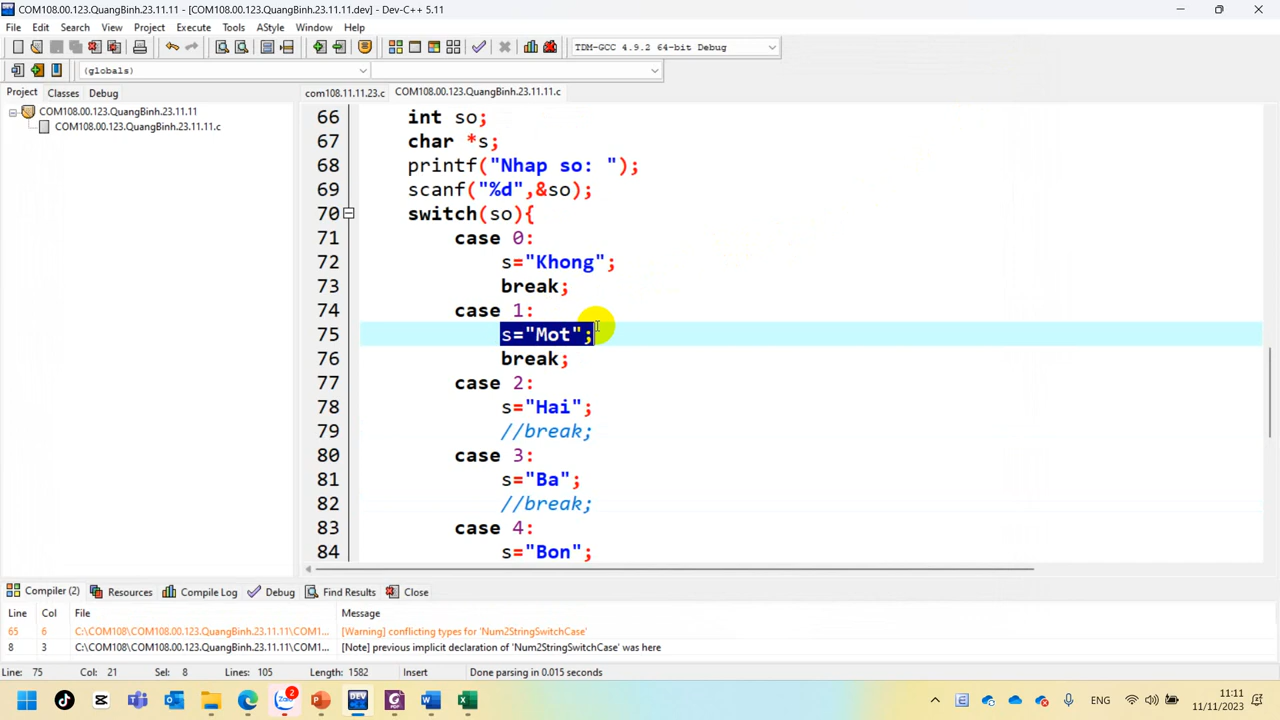 COM108.00.123.QuangBinh.23.11.11 - [COM108.00.123.QuangBinh.23.11.11.dev] - Dev-C++ 5.11
File Edit Search View Project Execute Tools AStyle Window Help
TDM-GCC 4.9.2 64-bit Debug
(globals)
Project Classes Debug
com108.11.11.23.c COM108.00.123.QuangBinh.23.11.11.c
COM108.00.123.QuangBinh.23.11.11
COM108.00.123.QuangBinh.23.11.11.c
66 int so;
67 char *s;
68 printf("Nhap so: ");
69 scanf("%d",&so);
70 switch(so){
71 case 0:
72 s="Khong";
73 break;
74 case 1:
75 s="Mot";
76 break;
77 case 2:
78 s="Hai";
79 //break;
80 case 3:
81 s="Ba";
82 //break;
83 case 4:
84 s="Bon";
Compiler (2) Resources Compile Log Debug Find Results Close
Line Col File Message
65 6 C:\COM108\COM108.00.123.QuangBinh.23.11.11\COM1... [Warning] conflicting types for 'Num2StringSwitchCase'
8 3 C:\COM108\COM108.00.123.QuangBinh.23.11.11\COM1... [Note] previous implicit declaration of 'Num2StringSwitchCase' was here
Line: 75 Col: 21 Sel: 8 Lines: 105 Length: 1582 Insert Done parsing in 0.015 seconds
Zalo 2 DEV
ENG
11:11
11/11/2023